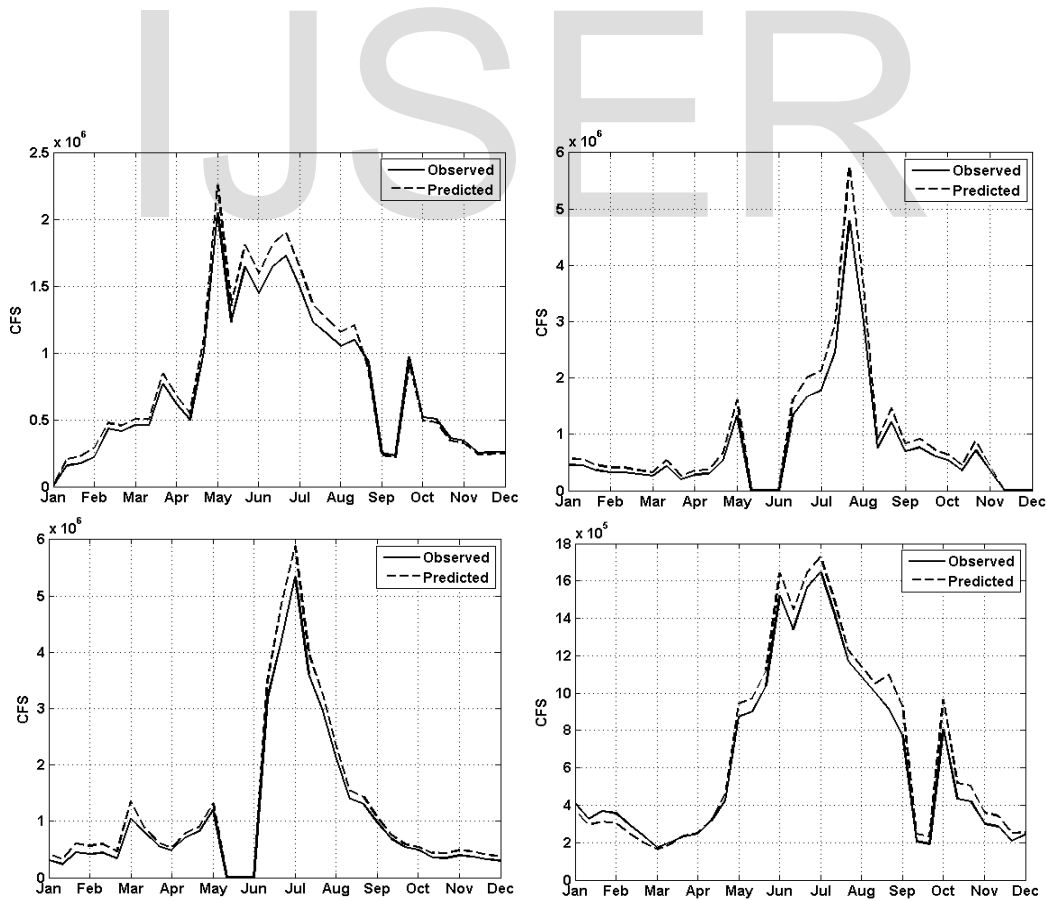 IJSER
x 10^6
2.5
2
1.5
1
0.5
0
CFS
Observed
Predicted
Jan Feb Mar Apr May Jun Jul Aug Sep Oct Nov Dec
x 10^6
6
5
4
3
2
1
0
CFS
Observed
Predicted
Jan Feb Mar Apr May Jun Jul Aug Sep Oct Nov Dec
x 10^6
6
5
4
3
2
1
0
CFS
Observed
Predicted
Jan Feb Mar Apr May Jun Jul Aug Sep Oct Nov Dec
x 10^5
18
16
14
12
10
8
6
4
2
0
CFS
Observed
Predicted
Jan Feb Mar Apr May Jun Jul Aug Sep Oct Nov Dec